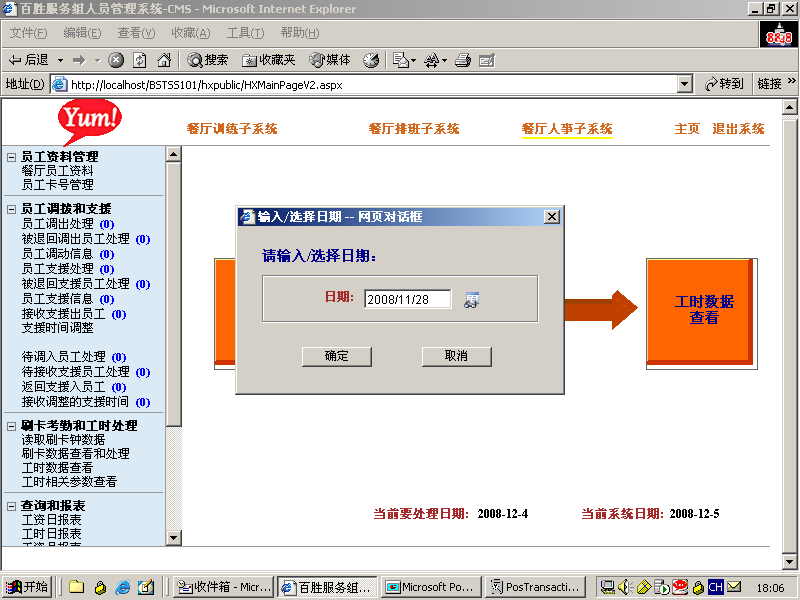 百胜服务组人员管理系统-CMS - Microsoft Internet Explorer
文件(F) 编辑(E) 查看(V) 收藏(A) 工具(T) 帮助(H)
8848
后退 搜索 收藏夹 媒体
地址(D) http://localhost/BSTSS101/hxpublic/HXMainPageV2.aspx 转到 链接 »
Yum!
餐厅训练子系统 餐厅排班子系统 餐厅人事子系统 主页 退出系统
员工资料管理
餐厅员工资料
员工卡号管理
员工调拨和支援
员工调出处理 (0)
被退回调出员工处理 (0)
员工调动信息 (0)
员工支援处理 (0)
被退回支援员工处理 (0)
员工支援信息 (0)
接收支援出员工 (0)
支援时间调整
待调入员工处理 (0)
待接收支援员工处理 (0)
返回支援入员工 (0)
接收调整的支援时间 (0)
刷卡考勤和工时处理
读取刷卡钟数据
刷卡数据查看和处理
工时数据查看
工时相关参数查看
查询和报表
工资日报表
工时日报表
输入/选择日期 -- 网页对话框
请输入/选择日期：
日期： 2008/11/28
确定 取消
工时数据
查看
当前要处理日期： 2008-12-4 当前系统日期： 2008-12-5
开始 收件箱 - Micr... 百胜服务组... Microsoft Po... PosTransacti... CH 18:06